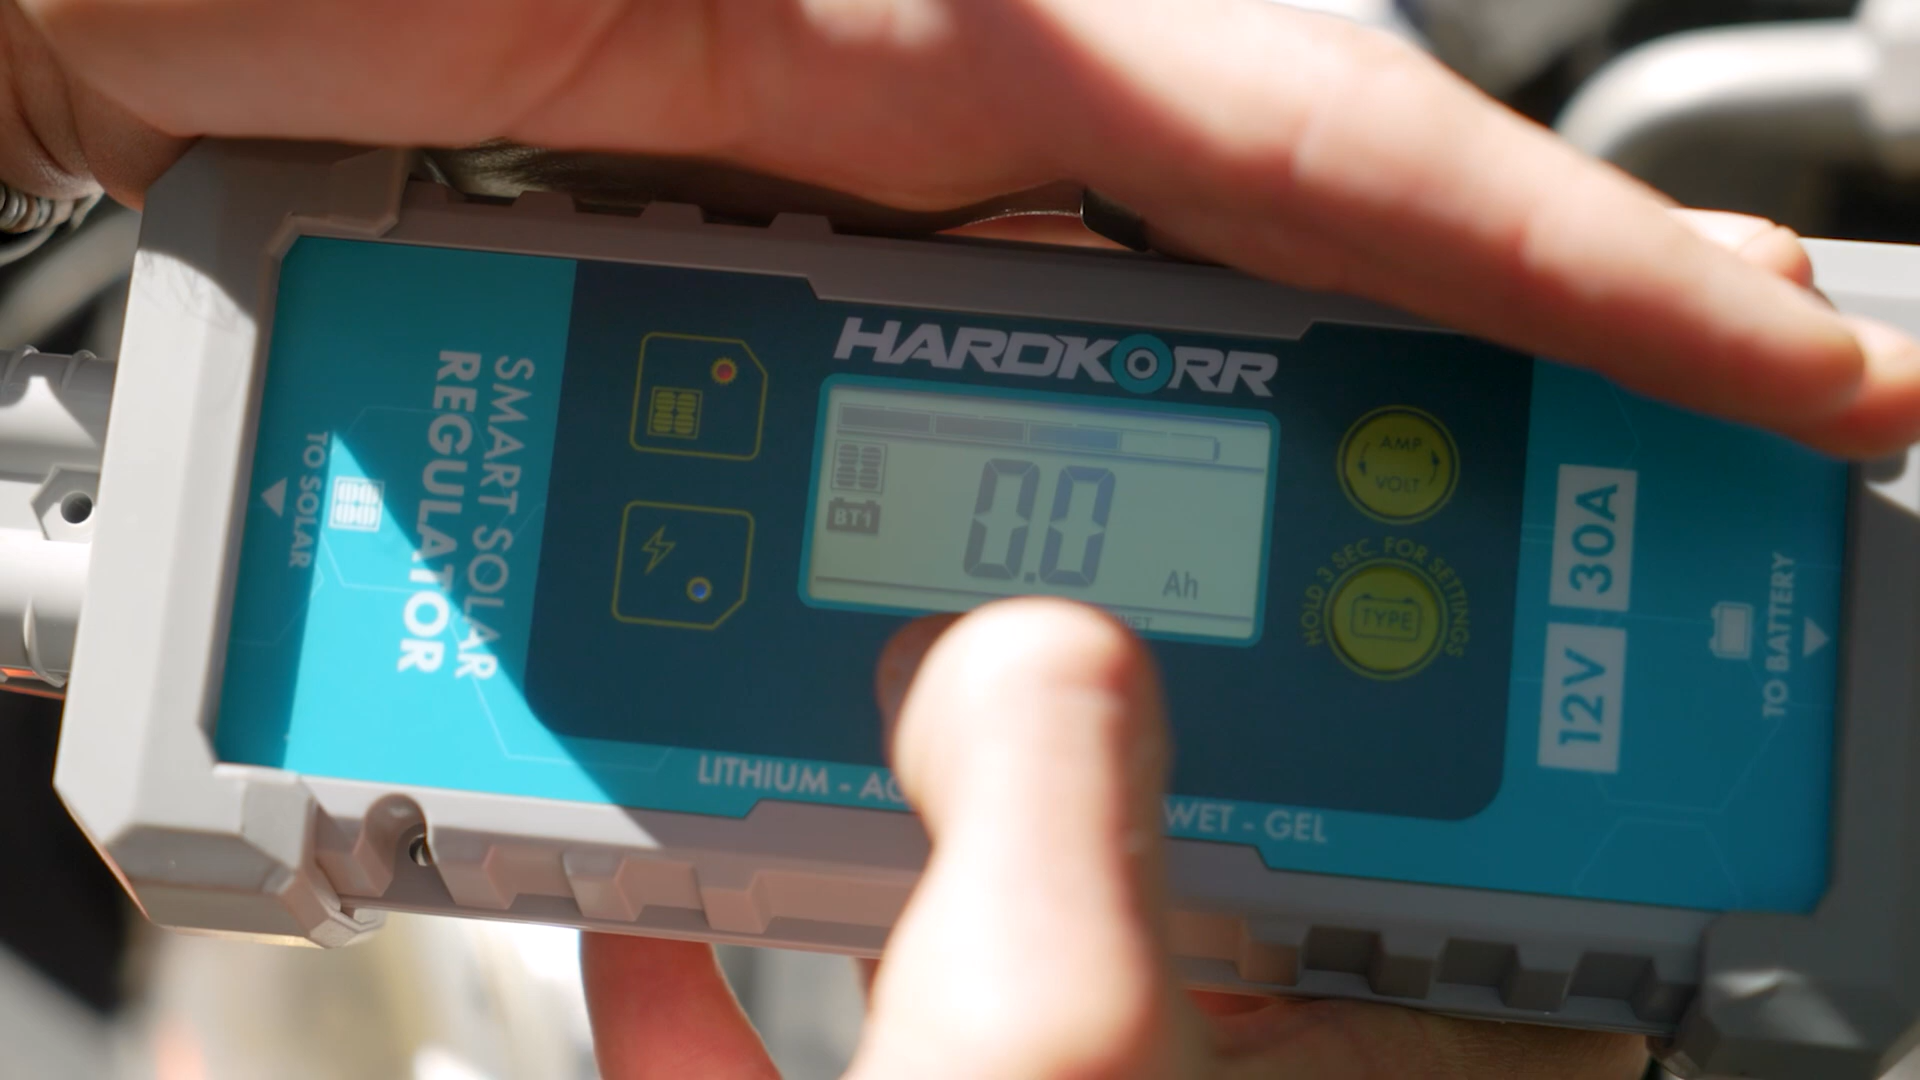 HARDKORR
SMART SOLAR
REGULATOR
TO SOLAR
BT1
0.0
Ah
WET
AMP
VOLT
HOLD 3 SEC. FOR SETTINGS
TYPE
12V 30A
TO BATTERY
LITHIUM -
WET - GEL